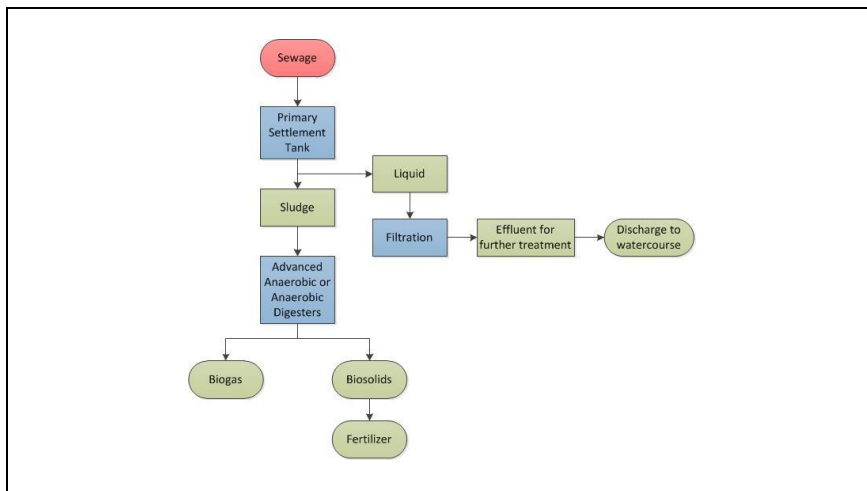 Sewage
Primary
Settlement
Tank
Liquid
Sludge
Filtration
Effluent for
further treatment
Discharge to
watercourse
Advanced
Anaerobic or
Anaerobic
Digesters
Biogas
Biosolids
Fertilizer